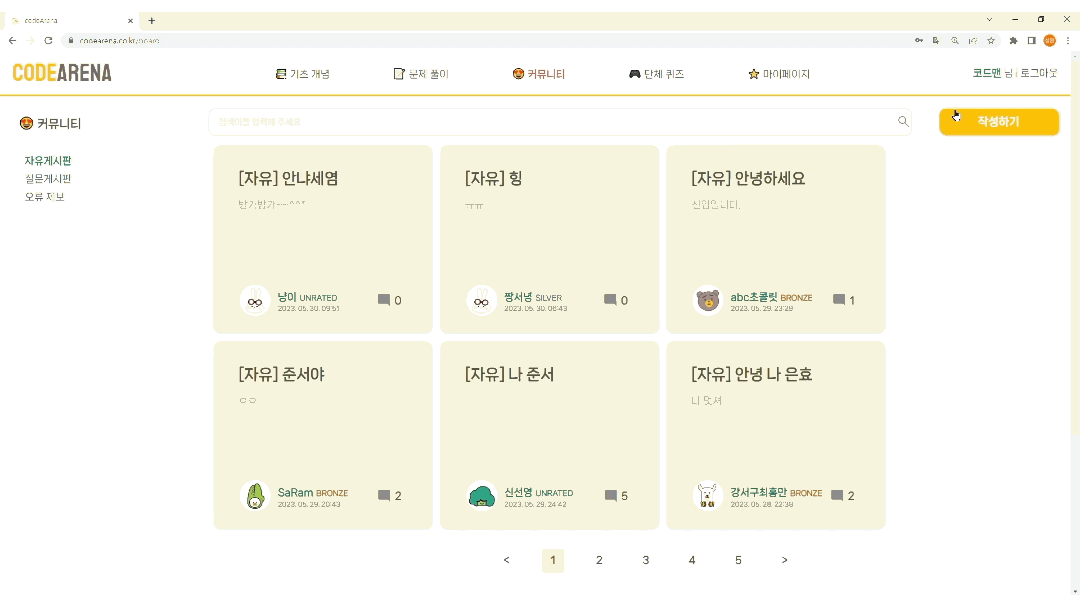 codeArena
codearena.co.kr/board
CODEARENA
기초 개념
문제 풀이
커뮤니티
단체 퀴즈
마이페이지
코드맨 님 | 로그아웃
커뮤니티
자유게시판
질문게시판
오류 제보
검색어를 입력해 주세요.
작성하기
[자유] 안냐세염
방가방가~~^^*
냥이 UNRATED
2023. 05. 30. 09:51
0
[자유] 힝
ㅠㅠ
짱서녕 SILVER
2023. 05. 30. 06:43
0
[자유] 안녕하세요
신입입니다.
abc초콜릿 BRONZE
2023. 05. 29. 23:29
1
[자유] 준서야
ㅇㅇ
SaRam BRONZE
2023. 05. 29. 20:43
2
[자유] 나 준서
신선영 UNRATED
2023. 05. 29. 24:42
5
[자유] 안녕 나 은효
나 멋져
강서구최홍만 BRONZE
2023. 05. 28. 22:38
2
< 1 2 3 4 5 >